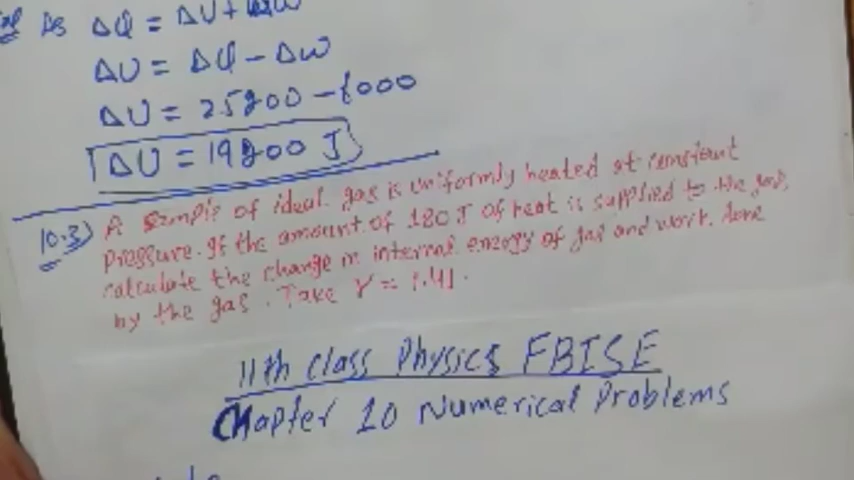 As ΔQ = ΔU + ΔW
ΔU = ΔQ - ΔW
ΔU = 25200 - 6000
ΔU = 19200 J
10.3) A sample of ideal gas is uniformly heated at constant
pressure. If the amount of 180 J of heat is supplied to the gas,
calculate the change in internal energy of gas and work done
by the gas. Take γ = 1.41.
11th class Physics FBISE
Chapter 10 Numerical Problems